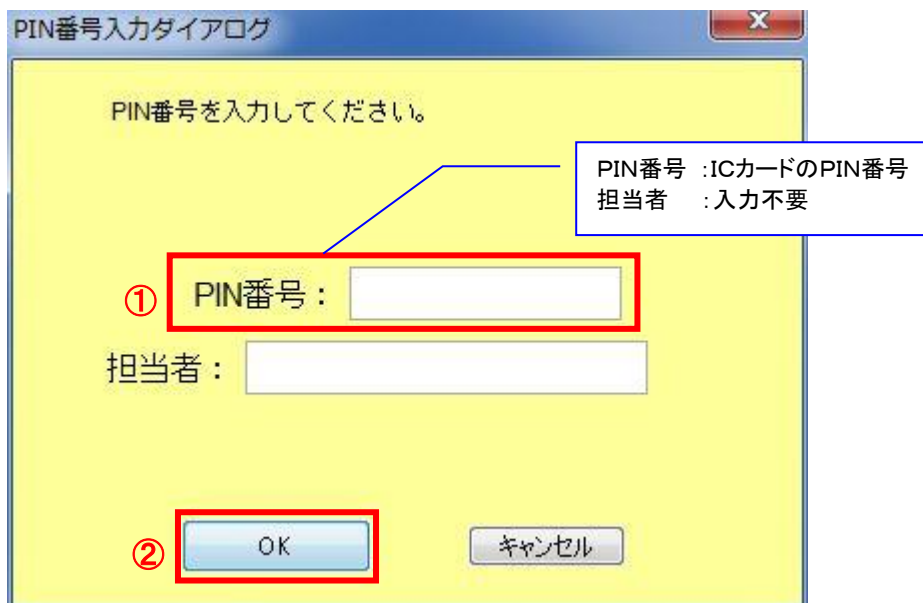 PIN番号入力ダイアログ
x
PIN番号を入力してください。
PIN番号 :ICカードのPIN番号
担当者 :入力不要
① PIN番号：
担当者：
② OK キャンセル